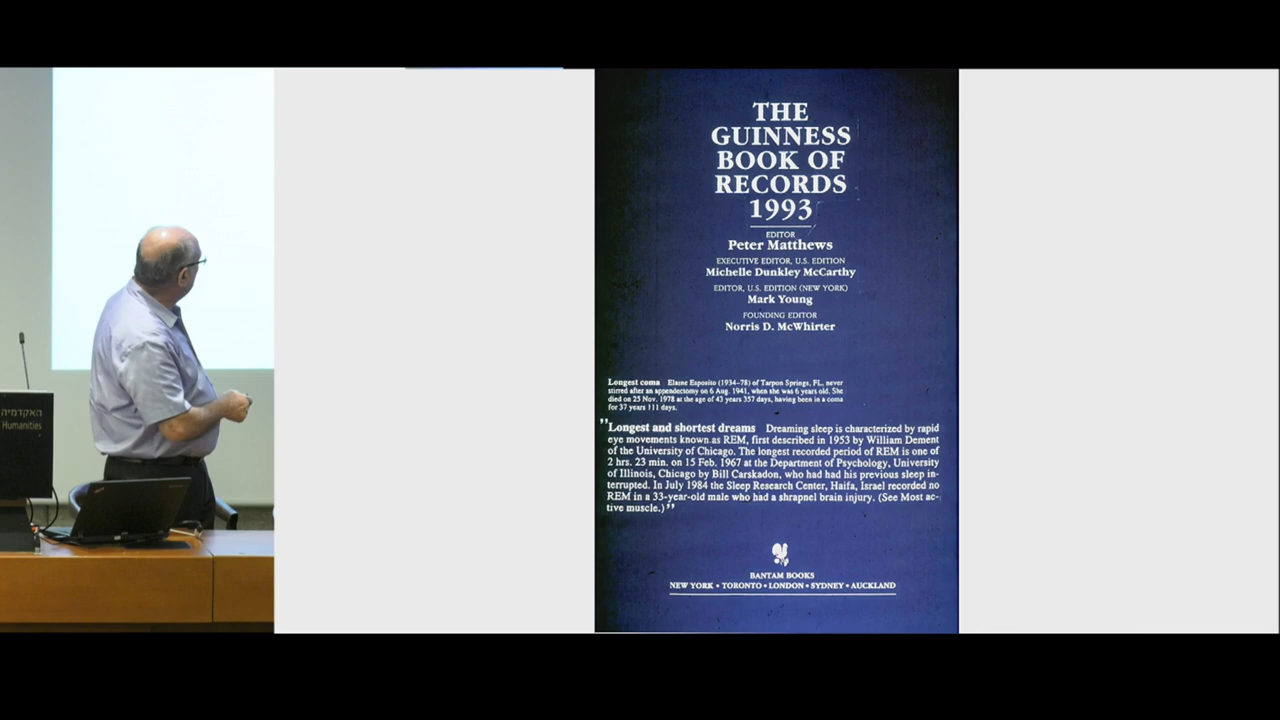 האקדמיה
Humanities
THE
GUINNESS
BOOK OF
RECORDS
1993
EDITOR
Peter Matthews
EXECUTIVE EDITOR, U.S. EDITION
Michelle Dunkley McCarthy
EDITOR, U.S. EDITION (NEW YORK)
Mark Young
FOUNDING EDITOR
Norris D. McWhirter
Longest coma Elaine Esposito (1934–78) of Tarpon Springs, FL, never
stirred after an appendectomy on 6 Aug. 1941, when she was 6 years old. She
died on 25 Nov. 1978 at the age of 43 years 357 days, having been in a coma
for 37 years 111 days.
"Longest and shortest dreams Dreaming sleep is characterized by rapid
eye movements known as REM, first described in 1953 by William Dement
of the University of Chicago. The longest recorded period of REM is one of
2 hrs. 23 min. on 15 Feb. 1967 at the Department of Psychology, University
of Illinois, Chicago by Bill Carskadon, who had had his previous sleep in-
terrupted. In July 1984 the Sleep Research Center, Haifa, Israel recorded no
REM in a 33-year-old male who had a shrapnel brain injury. (See Most ac-
tive muscle.)"
BANTAM BOOKS
NEW YORK • TORONTO • LONDON • SYDNEY • AUCKLAND